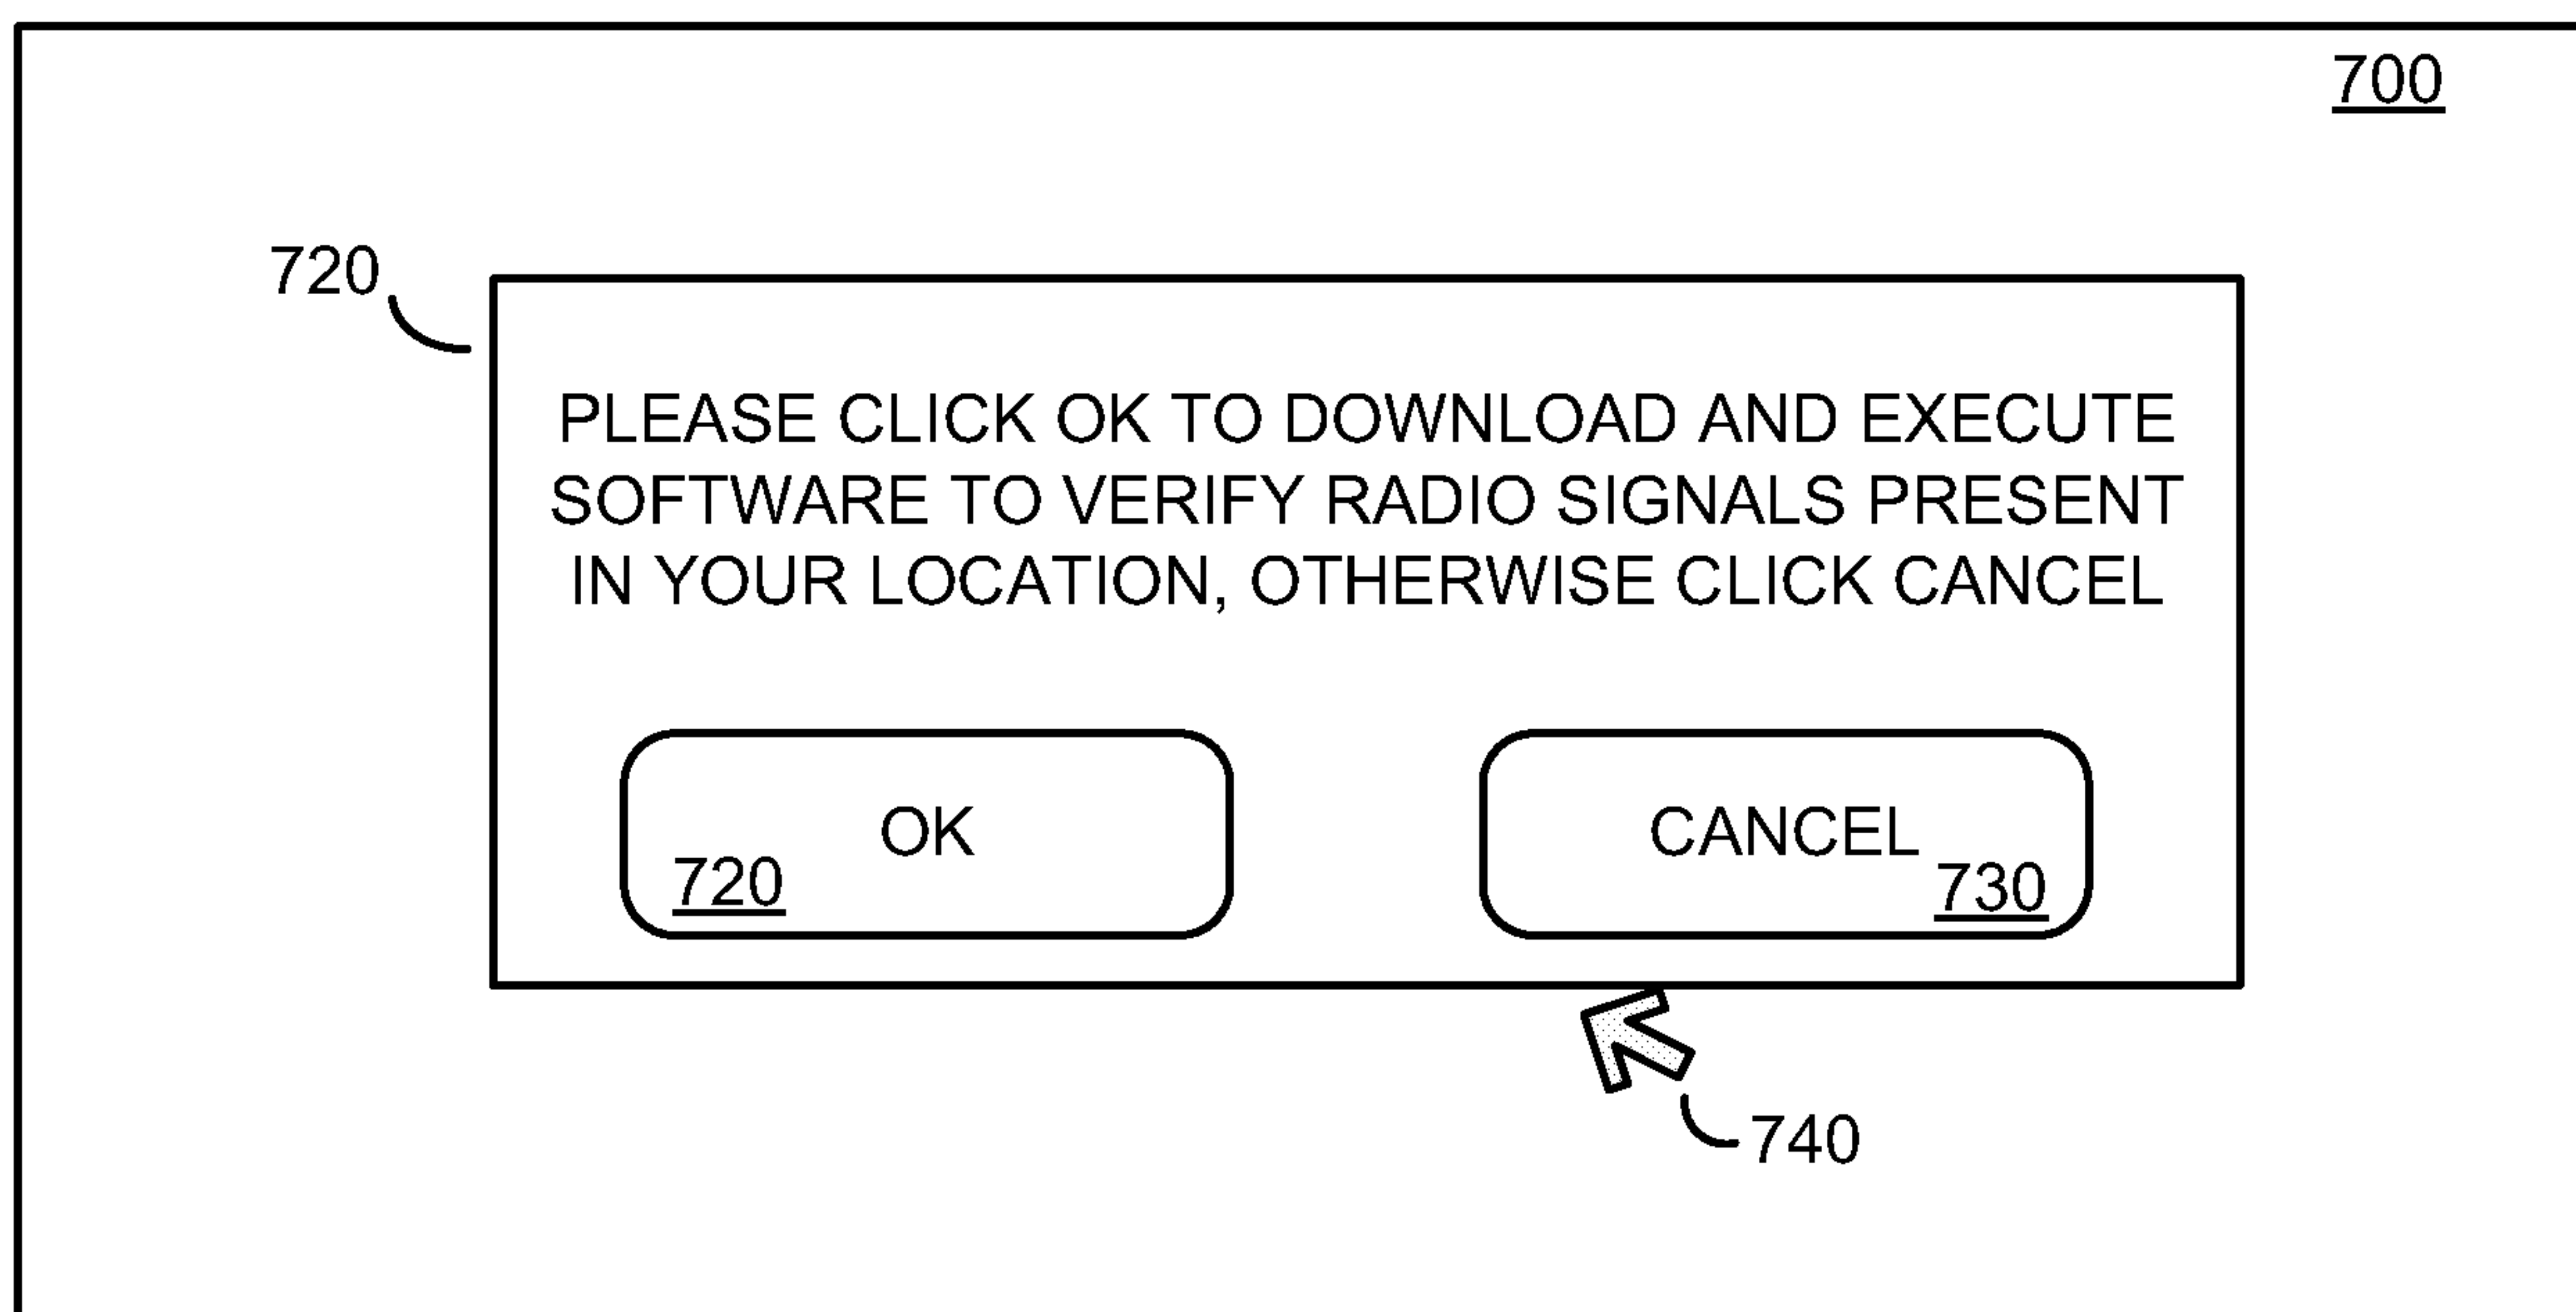 700
720
PLEASE CLICK OK TO DOWNLOAD AND EXECUTE
SOFTWARE TO VERIFY RADIO SIGNALS PRESENT
IN YOUR LOCATION, OTHERWISE CLICK CANCEL
OK
720
CANCEL
730
740